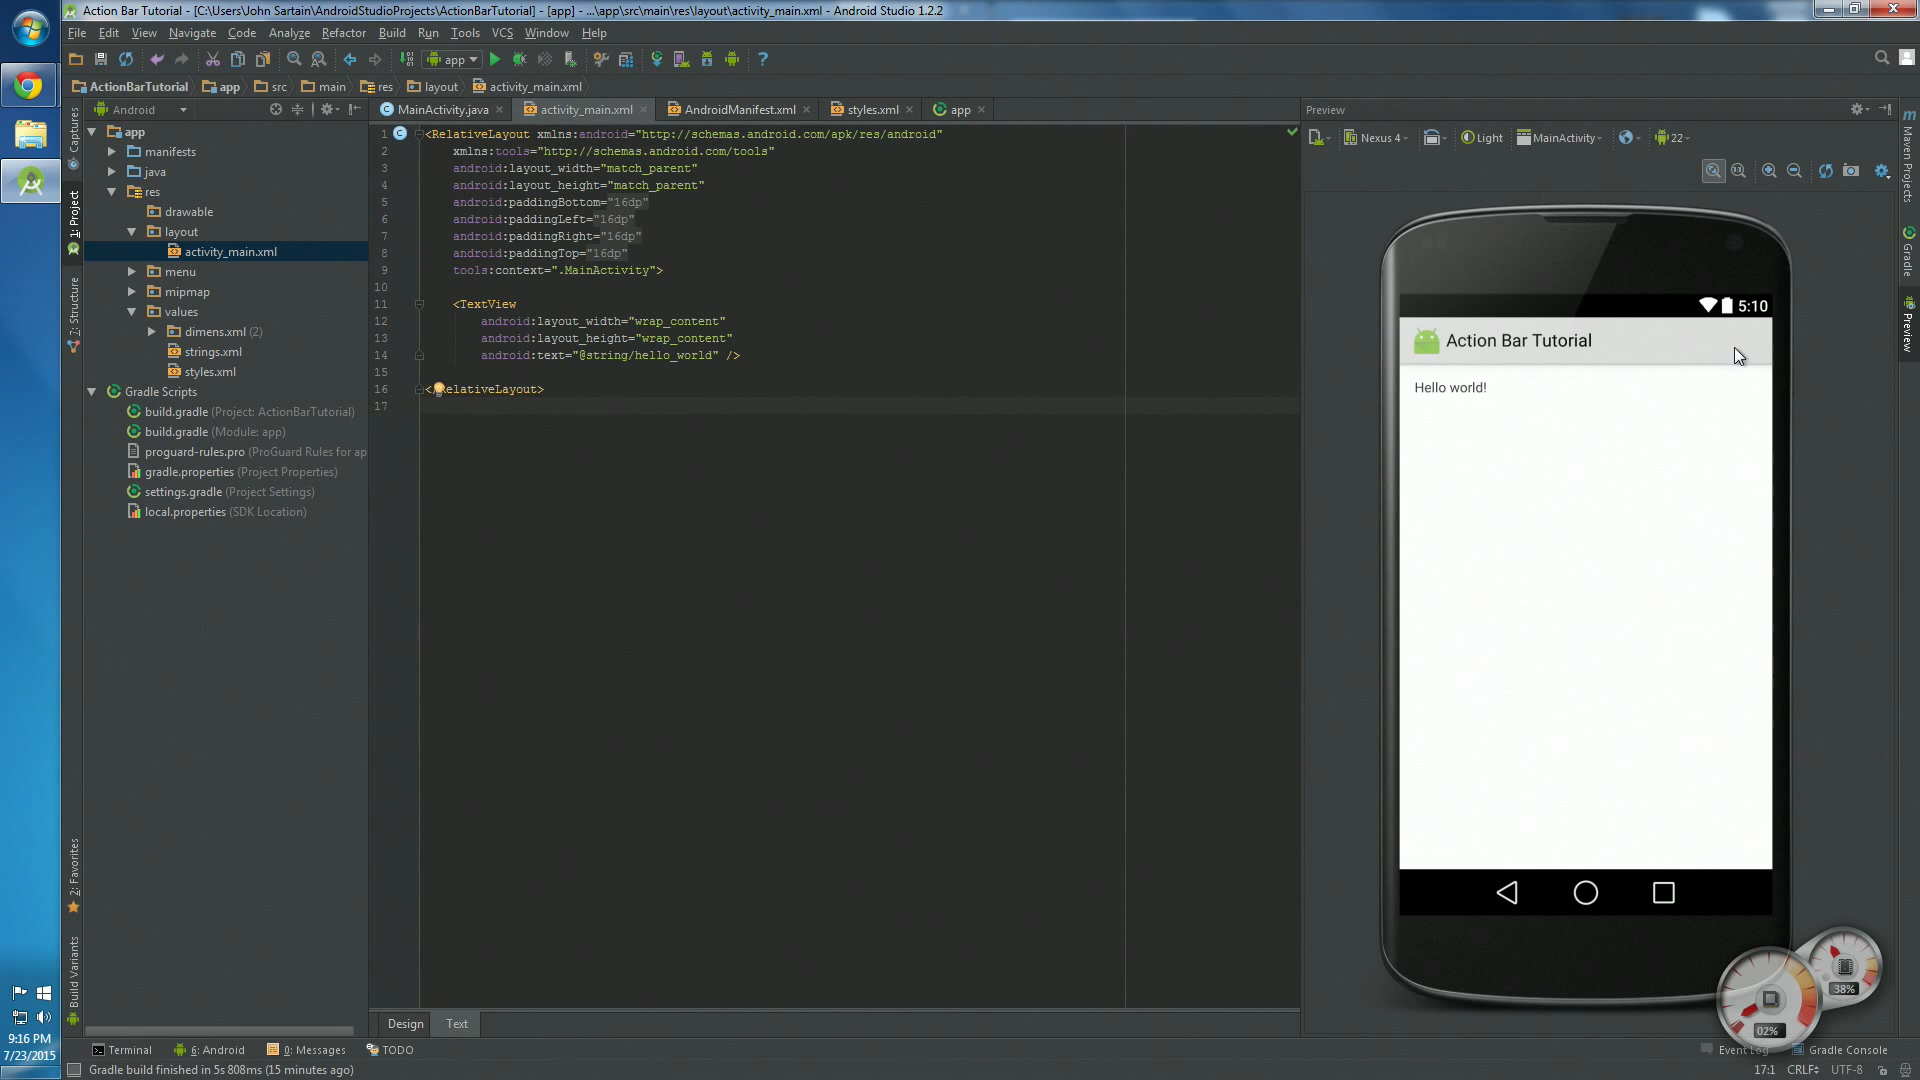 Action Bar Tutorial - [C:\Users\John Sartain\AndroidStudioProjects\ActionBarTutorial] - [app] - ...\app\src\main\res\layout\activity_main.xml - Android Studio 1.2.2
File Edit View Navigate Code Analyze Refactor Build Run Tools VCS Window Help
app
ActionBarTutorial app src main res layout activity_main.xml
Android
MainActivity.java activity_main.xml AndroidManifest.xml styles.xml app
Preview
Nexus 4 Light MainActivity 22
Captures
1: Project
2: Structure
2: Favorites
Build Variants
app
manifests
java
res
drawable
layout
activity_main.xml
menu
mipmap
values
dimens.xml (2)
strings.xml
styles.xml
Gradle Scripts
build.gradle (Project: ActionBarTutorial)
build.gradle (Module: app)
proguard-rules.pro (ProGuard Rules for ap
gradle.properties (Project Properties)
settings.gradle (Project Settings)
local.properties (SDK Location)
1 <RelativeLayout xmlns:android="http://schemas.android.com/apk/res/android"
2 xmlns:tools="http://schemas.android.com/tools"
3 android:layout_width="match_parent"
4 android:layout_height="match_parent"
5 android:paddingBottom="16dp"
6 android:paddingLeft="16dp"
7 android:paddingRight="16dp"
8 android:paddingTop="16dp"
9 tools:context=".MainActivity">
10
11 <TextView
12 android:layout_width="wrap_content"
13 android:layout_height="wrap_content"
14 android:text="@string/hello_world" />
15
16 </RelativeLayout>
17
5:10
Action Bar Tutorial
Hello world!
Maven Projects
Gradle
Preview
38%
02%
Design Text
Terminal 6: Android 0: Messages TODO
Event Log Gradle Console
Gradle build finished in 5s 808ms (15 minutes ago)
17:1 CRLF UTF-8
9:16 PM
7/23/2015